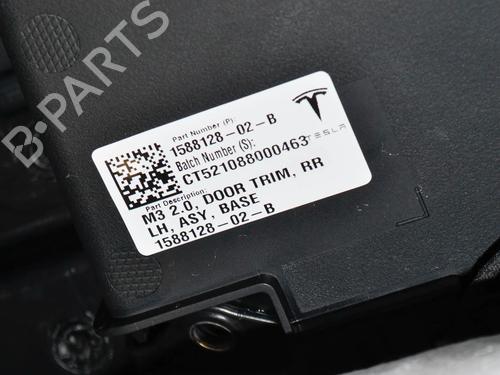 B-PARTS
Part Number (P):
1588128-02-B
Batch Number (S):
CT521088000463
TESLA
Part Description:
M3 2.0, DOOR TRIM, RR
LH, ASY, BASE
1588128-02-B